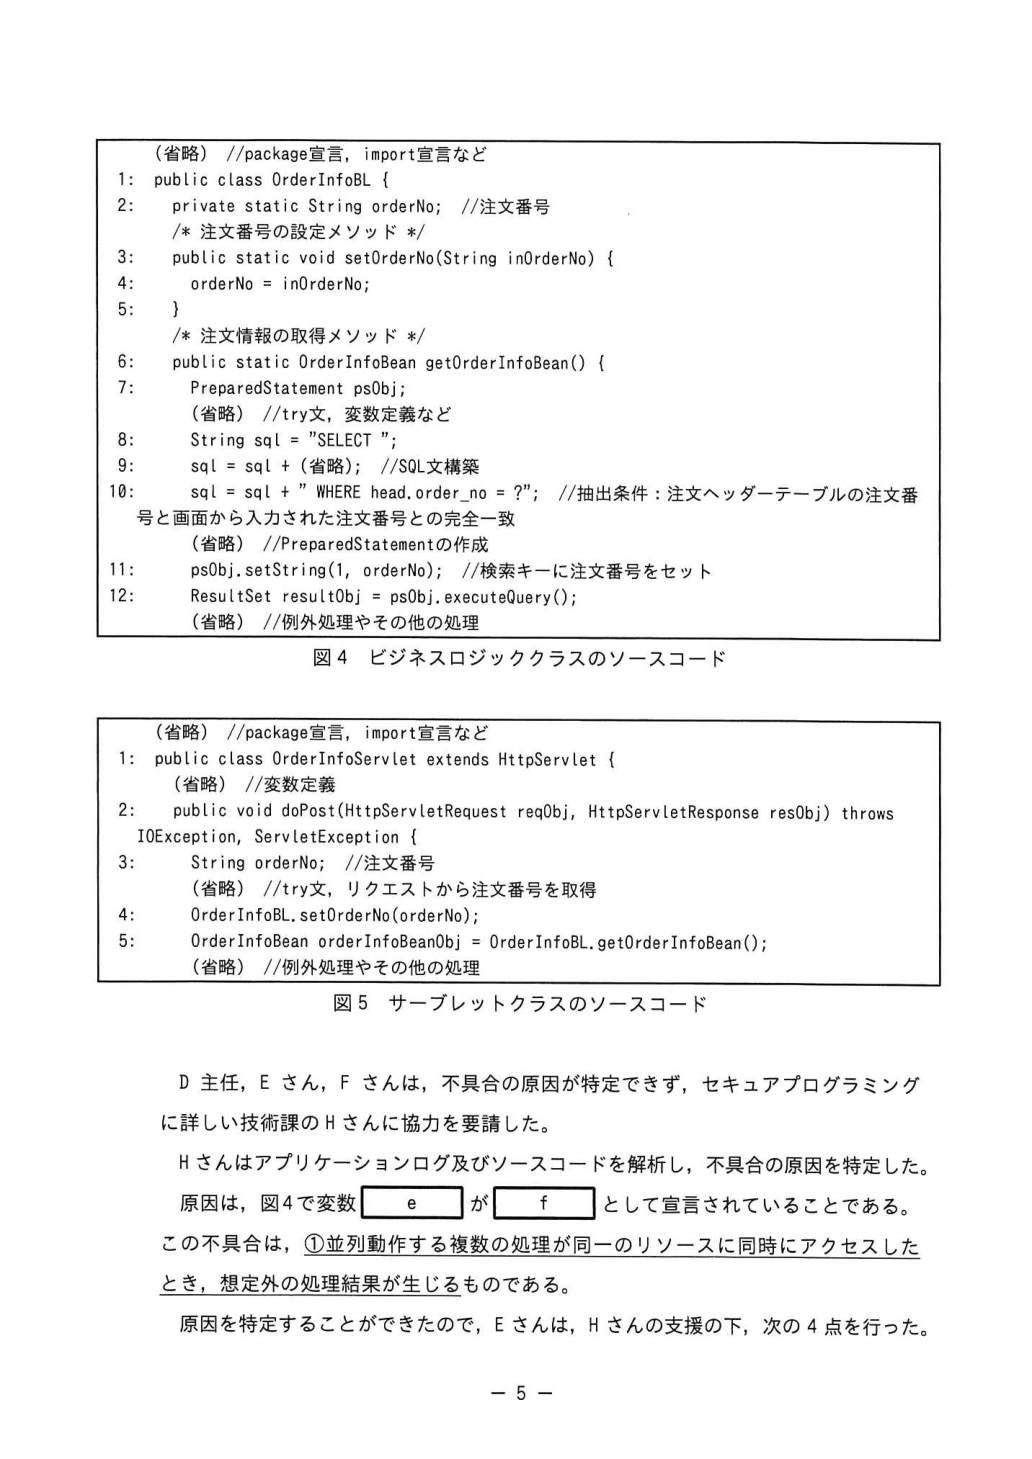 （省略） //package宣言，import宣言など
1: public class OrderInfoBL {
2: private static String orderNo; //注文番号
/* 注文番号の設定メソッド */
3: public static void setOrderNo(String inOrderNo) {
4: orderNo = inOrderNo;
5: }
/* 注文情報の取得メソッド */
6: public static OrderInfoBean getOrderInfoBean() {
7: PreparedStatement psObj;
（省略） //try文，変数定義など
8: String sql = ”SELECT ”;
9: sql = sql + (省略); //SQL文構築
10: sql = sql + ” WHERE head.order_no = ?”; //抽出条件：注文ヘッダーテーブルの注文番
号と画面から入力された注文番号との完全一致
（省略） //PreparedStatementの作成
11: psObj.setString(1, orderNo); //検索キーに注文番号をセット
12: ResultSet resultObj = psObj.executeQuery();
（省略） //例外処理やその他の処理
図4 ビジネスロジッククラスのソースコード
（省略） //package宣言，import宣言など
1: public class OrderInfoServlet extends HttpServlet {
（省略） //変数定義
2: public void doPost(HttpServletRequest reqObj, HttpServletResponse resObj) throws
IOException, ServletException {
3: String orderNo; //注文番号
（省略） //try文，リクエストから注文番号を取得
4: OrderInfoBL.setOrderNo(orderNo);
5: OrderInfoBean orderInfoBeanObj = OrderInfoBL.getOrderInfoBean();
（省略） //例外処理やその他の処理
図5 サーブレットクラスのソースコード
D 主任，E さん，F さんは，不具合の原因が特定できず，セキュアプログラミング
に詳しい技術課の H さんに協力を要請した。
H さんはアプリケーションログ及びソースコードを解析し，不具合の原因を特定した。
原因は，図4で変数 e が f として宣言されていることである。
この不具合は，①並列動作する複数の処理が同一のリソースに同時にアクセスした
とき，想定外の処理結果が生じるものである。
原因を特定することができたので，E さんは，H さんの支援の下，次の 4 点を行った。
－ 5 －